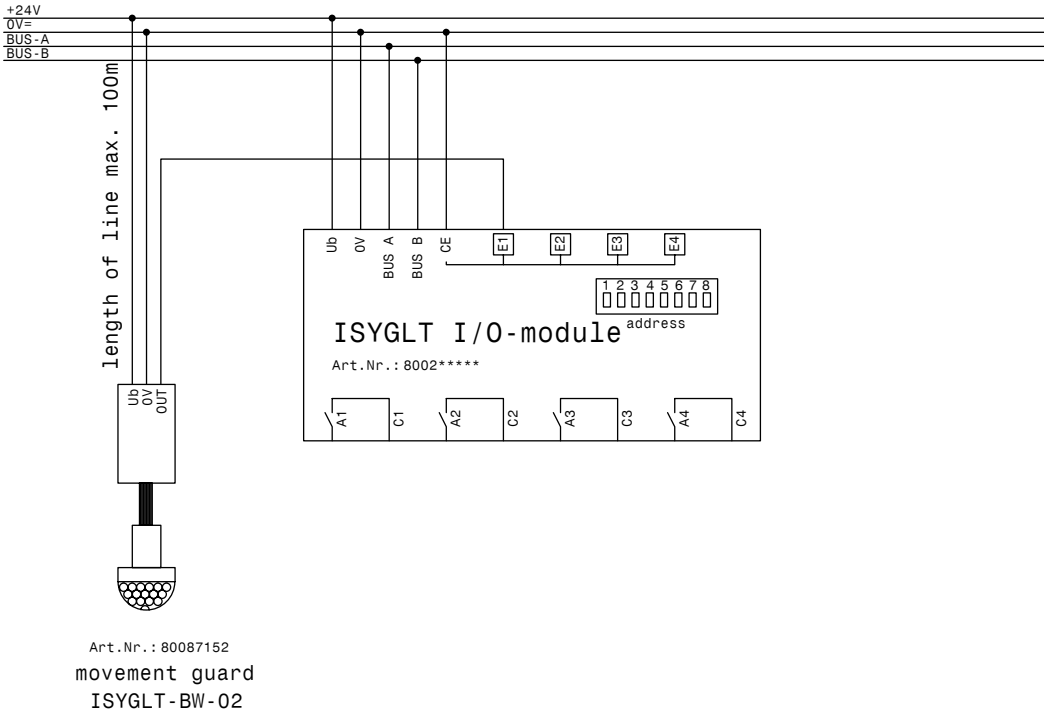 +24V
0V=
BUS-A
BUS-B
length of line max. 100m
Ub
0V
BUS A
BUS B
CE
E1
E2
E3
E4
1 2 3 4 5 6 7 8
address
ISYGLT I/O-module
Art.Nr.: 8002*****
A1
C1
A2
C2
A3
C3
A4
C4
Ub
0V
OUT
Art.Nr.: 80087152
movement guard
ISYGLT-BW-02